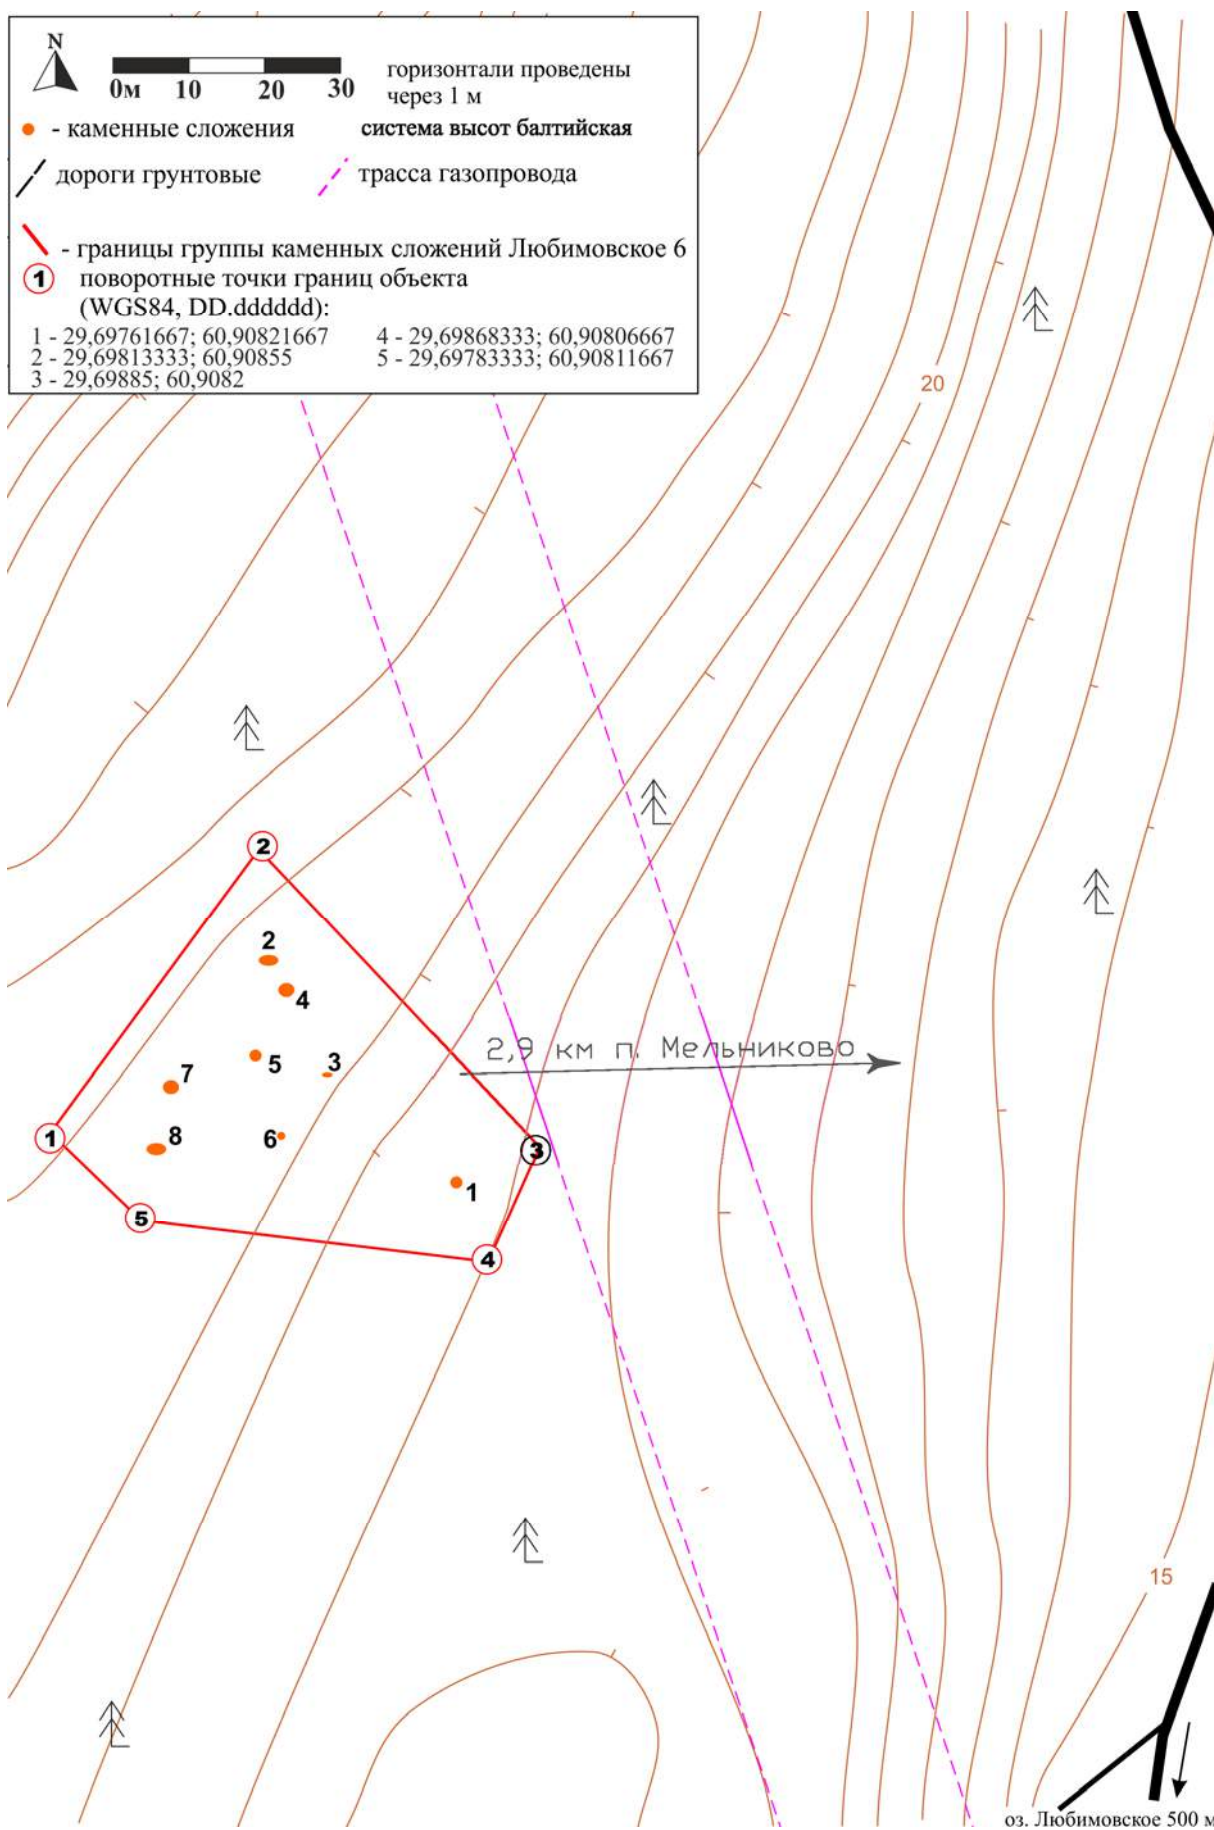 N
0м 10 20 30
горизонтали проведены
через 1 м
- каменные сложения
система высот балтийская
дороги грунтовые
трасса газопровода
- границы группы каменных сложений Любимовское 6
1 поворотные точки границ объекта
(WGS84, DD.dddddd):
1 - 29,69761667; 60,90821667
2 - 29,69813333; 60,90855
3 - 29,69885; 60,9082
4 - 29,69868333; 60,90806667
5 - 29,69783333; 60,90811667
20
2
2
4
2,9 км п. Мельниково
5
3
7
1
8
6
3
1
5
4
15
оз. Любимовское 500 м